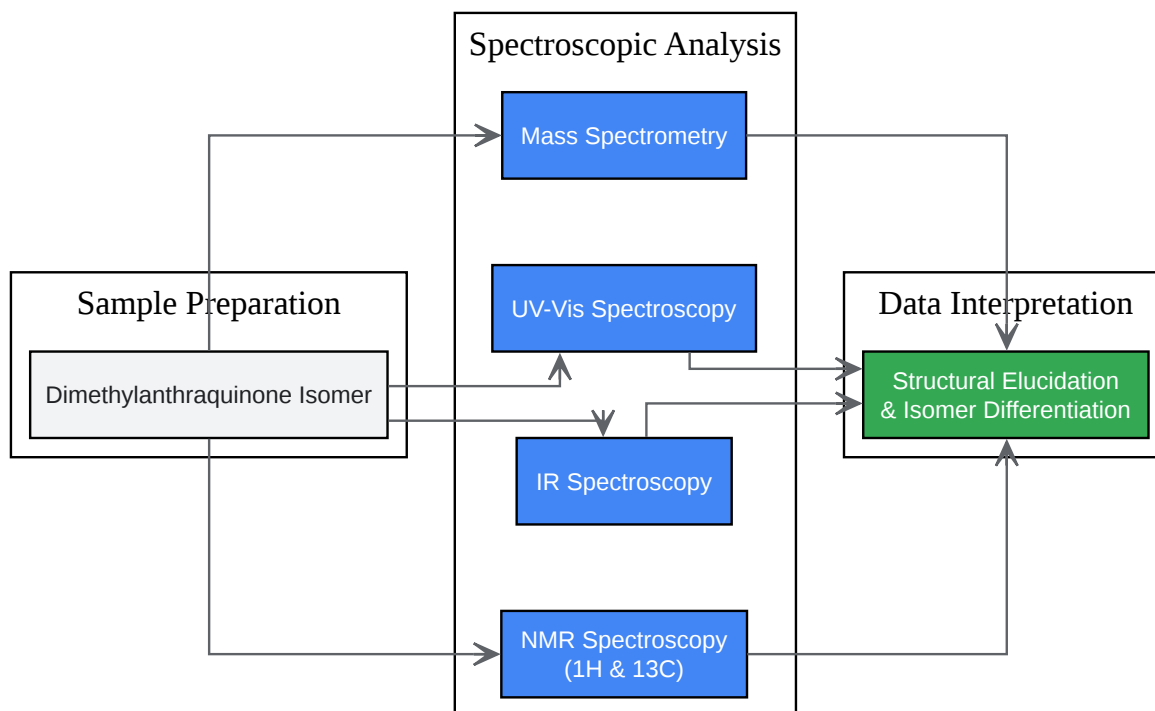 Spectroscopic Analysis
Mass Spectrometry
Sample Preparation
Dimethylanthraquinone Isomer
UV-Vis Spectroscopy
IR Spectroscopy
NMR Spectroscopy
(1H & 13C)
Data Interpretation
Structural Elucidation
& Isomer Differentiation